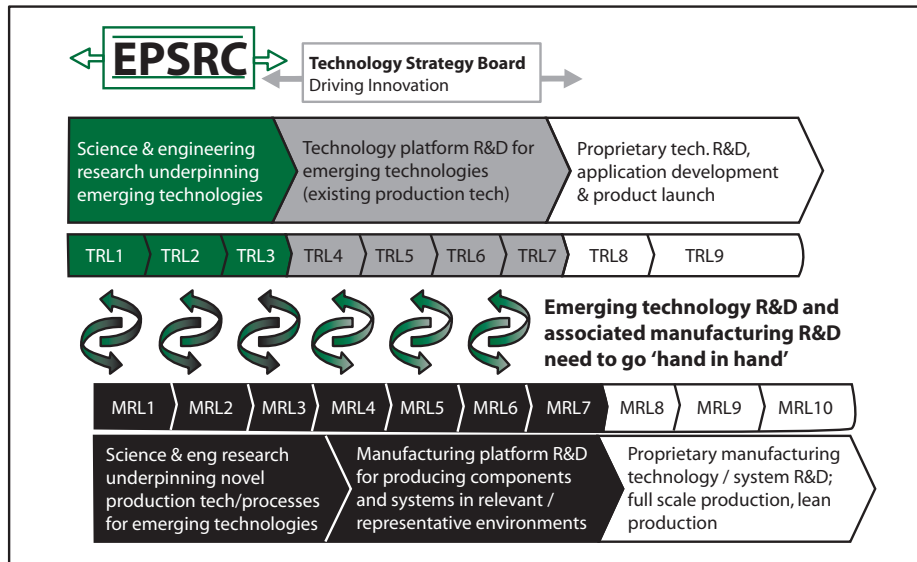 EPSRC
Technology Strategy Board
Driving Innovation
Science & engineering
research underpinning
emerging technologies
Technology platform R&D for
emerging technologies
(existing production tech)
Proprietary tech. R&D,
application development
& product launch
TRL1 TRL2 TRL3 TRL4 TRL5 TRL6 TRL7 TRL8 TRL9
Emerging technology R&D and
associated manufacturing R&D
need to go ‘hand in hand’
MRL1 MRL2 MRL3 MRL4 MRL5 MRL6 MRL7 MRL8 MRL9 MRL10
Science & eng research
underpinning novel
production tech/processes
for emerging technologies
Manufacturing platform R&D
for producing components
and systems in relevant /
representative environments
Proprietary manufacturing
technology / system R&D;
full scale production, lean
production